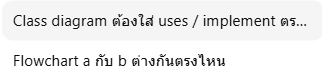 Class diagram ต้องใส่ uses / implement ตร...
Flowchart a กับ b ต่างกันตรงไหน